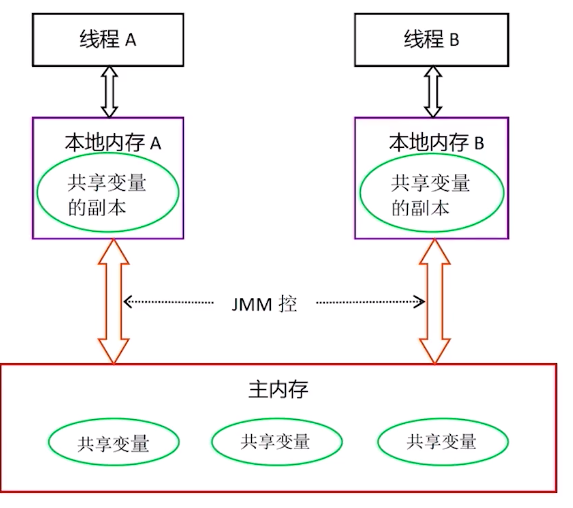 线程 A
线程 B
本地内存 A
共享变量
的副本
本地内存 B
共享变量
的副本
JMM 控
主内存
共享变量
共享变量
共享变量